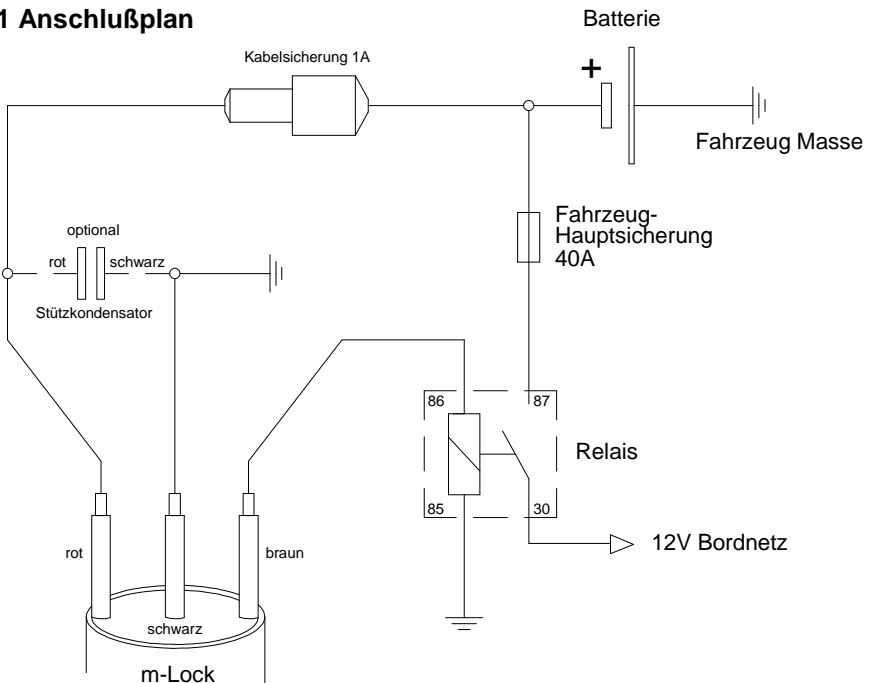 1 Anschlußplan
Batterie
Kabelsicherung 1A
+
Fahrzeug Masse
Fahrzeug-
Hauptsicherung
40A
optional
rot
schwarz
Stützkondensator
86
87
Relais
85
30
12V Bordnetz
rot
braun
schwarz
m-Lock